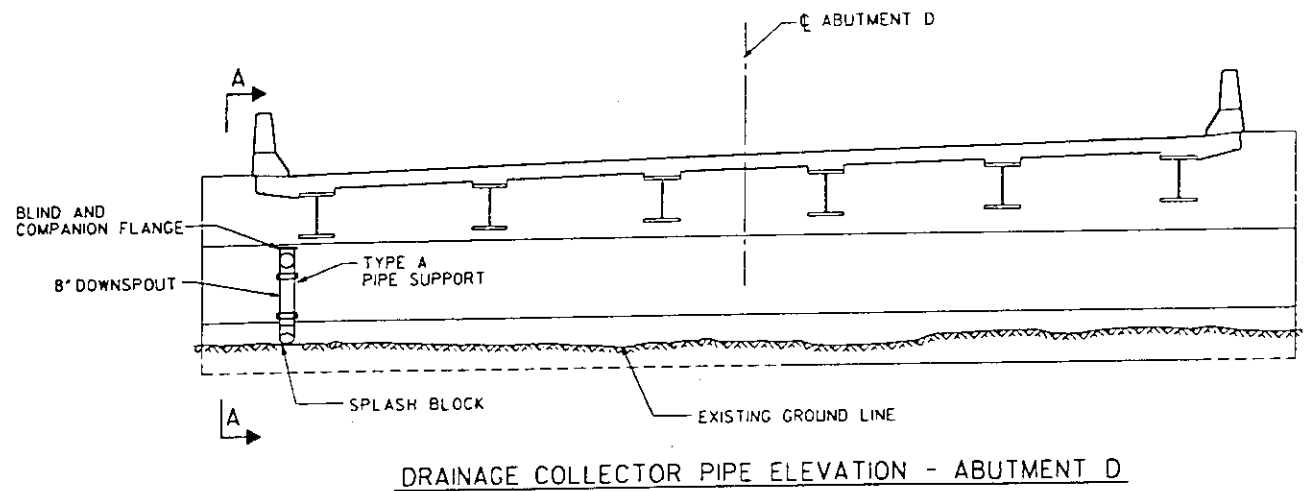 ℄ ABUTMENT D
A
BLIND AND
COMPANION FLANGE
TYPE A
PIPE SUPPORT
8" DOWNSPOUT
SPLASH BLOCK
EXISTING GROUND LINE
A
DRAINAGE COLLECTOR PIPE ELEVATION - ABUTMENT D